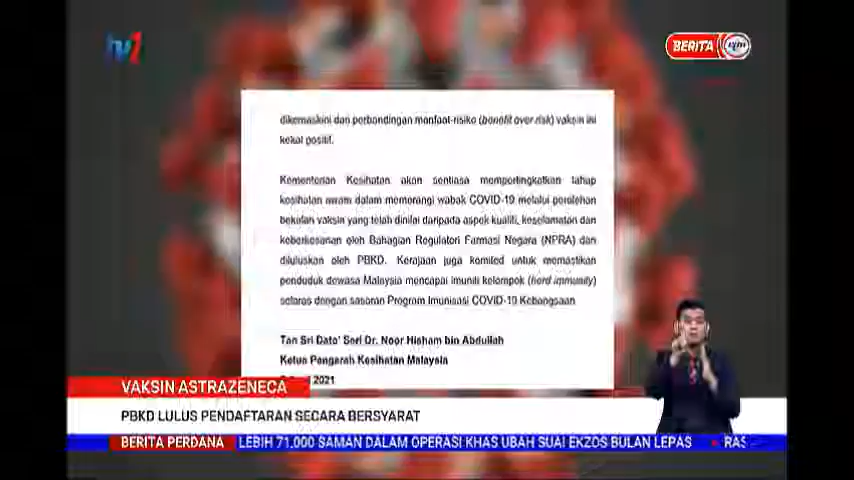 tv1
BERITA rtm
dikemaskini dan perbandingan manfaat-risiko (benefit over risk) vaksin ini
kekal positif.
Kementerian Kesihatan akan sentiasa mempertingkatkan tahap
kesihatan awam dalam memerangi wabak COVID-19 melalui perolehan
bekalan vaksin yang telah dinilai daripada aspek kualiti, keselamatan dan
keberkesanan oleh Bahagian Regulatori Farmasi Negara (NPRA) dan
diluluskan oleh PBKD. Kerajaan juga komited untuk memastikan
penduduk dewasa Malaysia mencapai imuniti kelompok (herd immunity)
selaras dengan sasaran Program Imunisasi COVID-19 Kebangsaan
Tan Sri Dato' Seri Dr. Noor Hisham bin Abdullah
Ketua Pengarah Kesihatan Malaysia
2021
VAKSIN ASTRAZENECA
PBKD LULUS PENDAFTARAN SECARA BERSYARAT
BERITA PERDANA LEBIH 71,000 SAMAN DALAM OPERASI KHAS UBAH SUAI EKZOS BULAN LEPAS • RAS